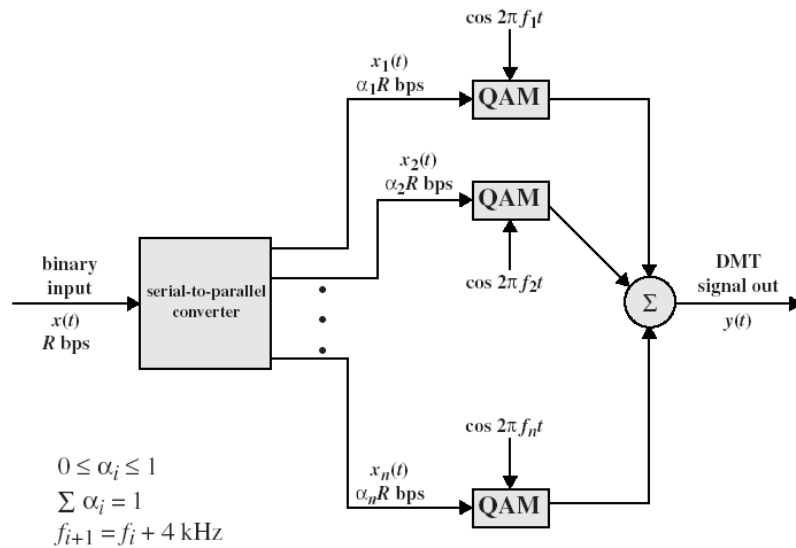 cos 2π f₁t
x₁(t)
α₁R bps
QAM
x₂(t)
α₂R bps
QAM
cos 2π f₂t
binary
input
x(t)
R bps
serial-to-parallel
converter
Σ
DMT
signal out
y(t)
cos 2π fₙt
xₙ(t)
αₙR bps
QAM
0 ≤ αᵢ ≤ 1
Σ αᵢ = 1
fᵢ₊₁ = fᵢ + 4 kHz